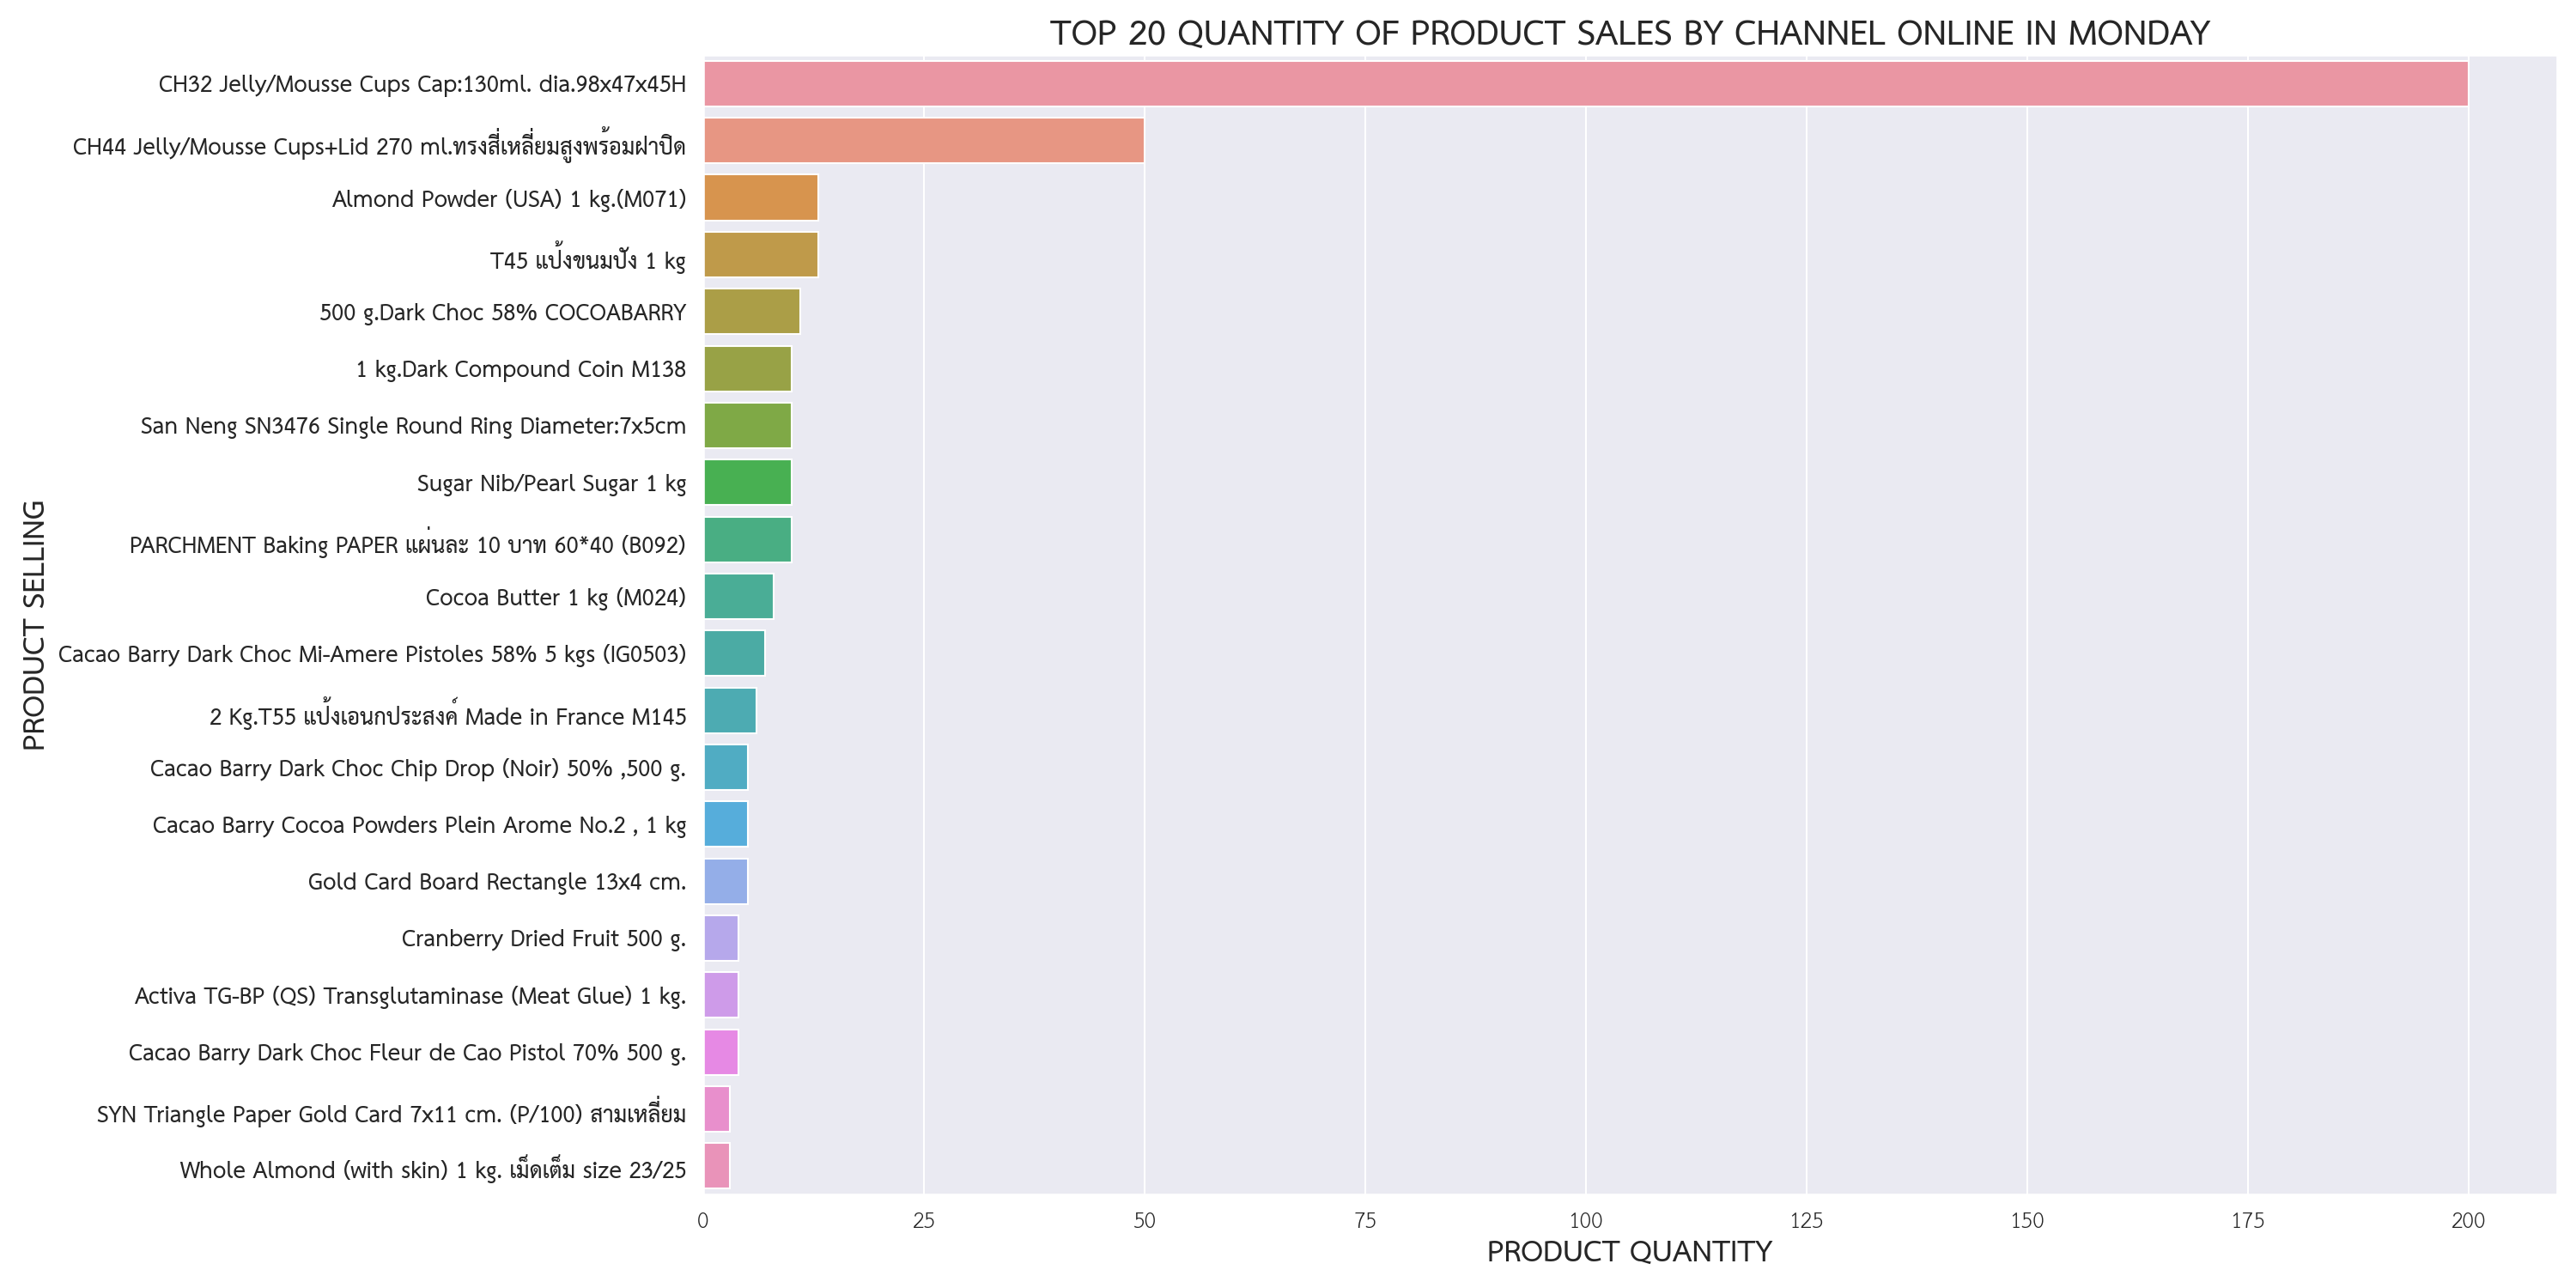 TOP 20 QUANTITY OF PRODUCT SALES BY CHANNEL ONLINE IN MONDAY
PRODUCT SELLING
CH32 Jelly/Mousse Cups Cap:130ml. dia.98x47x45H
CH44 Jelly/Mousse Cups+Lid 270 ml.ทรงสี่เหลี่ยมสูงพร้อมฝาปิด
Almond Powder (USA) 1 kg.(M071)
T45 แป้งขนมปัง 1 kg
500 g.Dark Choc 58% COCOABARRY
1 kg.Dark Compound Coin M138
San Neng SN3476 Single Round Ring Diameter:7x5cm
Sugar Nib/Pearl Sugar 1 kg
PARCHMENT Baking PAPER แผ่นละ 10 บาท 60*40 (B092)
Cocoa Butter 1 kg (M024)
Cacao Barry Dark Choc Mi-Amere Pistoles 58% 5 kgs (IG0503)
2 Kg.T55 แป้งเอนกประสงค์ Made in France M145
Cacao Barry Dark Choc Chip Drop (Noir) 50% ,500 g.
Cacao Barry Cocoa Powders Plein Arome No.2 , 1 kg
Gold Card Board Rectangle 13x4 cm.
Cranberry Dried Fruit 500 g.
Activa TG-BP (QS) Transglutaminase (Meat Glue) 1 kg.
Cacao Barry Dark Choc Fleur de Cao Pistol 70% 500 g.
SYN Triangle Paper Gold Card 7x11 cm. (P/100) สามเหลี่ยม
Whole Almond (with skin) 1 kg. เม็ดเต็ม size 23/25
0 25 50 75 100 125 150 175 200
PRODUCT QUANTITY